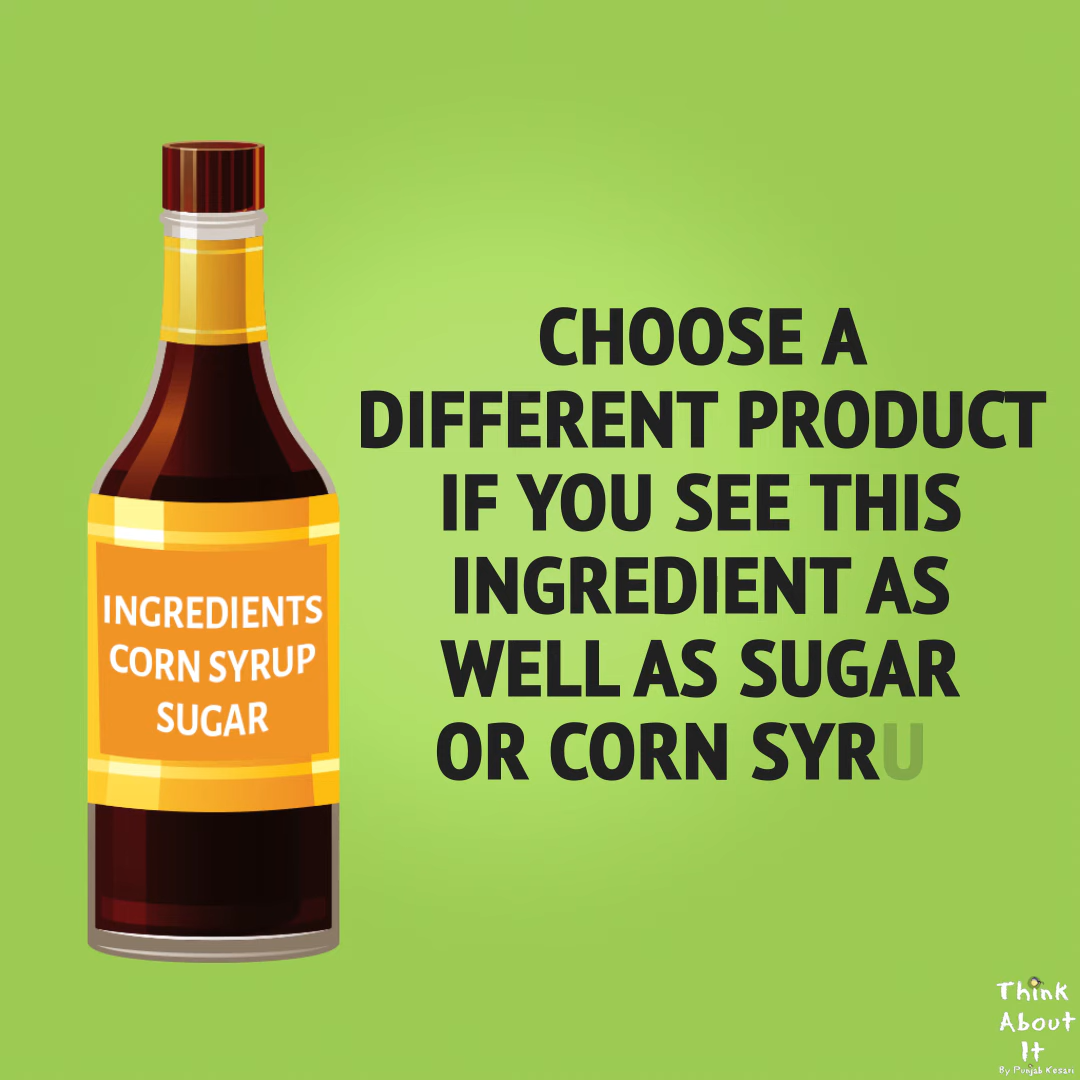 CHOOSE A
DIFFERENT PRODUCT
IF YOU SEE THIS
INGREDIENT AS
WELL AS SUGAR
OR CORN SYRU
INGREDIENTS
CORN SYRUP
SUGAR
Think
About
It
By Punjab Kesari